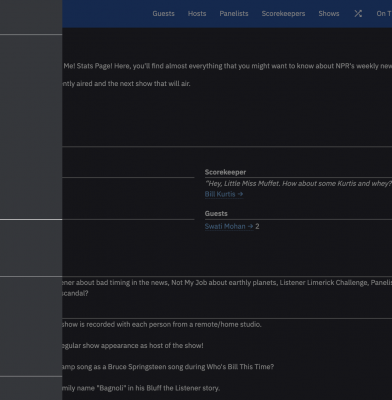 Guests Hosts Panelists Scorekeepers Shows On T
Me! Stats Page! Here, you'll find almost everything that you might want to know about NPR's weekly new
ntly aired and the next show that will air.
Scorekeeper
"Hey, Little Miss Muffet. How about some Kurtis and whey?
Bill Kurtis →
Guests
Swati Mohan → 2
ner about bad timing in the news, Not My Job about earthly planets, Listener Limerick Challenge, Panelis
scandal?
show is recorded with each person from a remote/home studio.
egular show appearance as host of the show!
amp song as a Bruce Springsteen song during Who's Bill This Time?
mily name "Bagnoli" in his Bluff the Listener story.